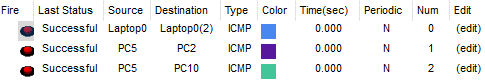 Fire Last Status Source Destination Type Color Time(sec) Periodic Num Edit
Successful Laptop0 Laptop0(2) ICMP 0.000 N 0 (edit)
Successful PC5 PC2 ICMP 0.000 N 1 (edit)
Successful PC5 PC10 ICMP 0.000 N 2 (edit)